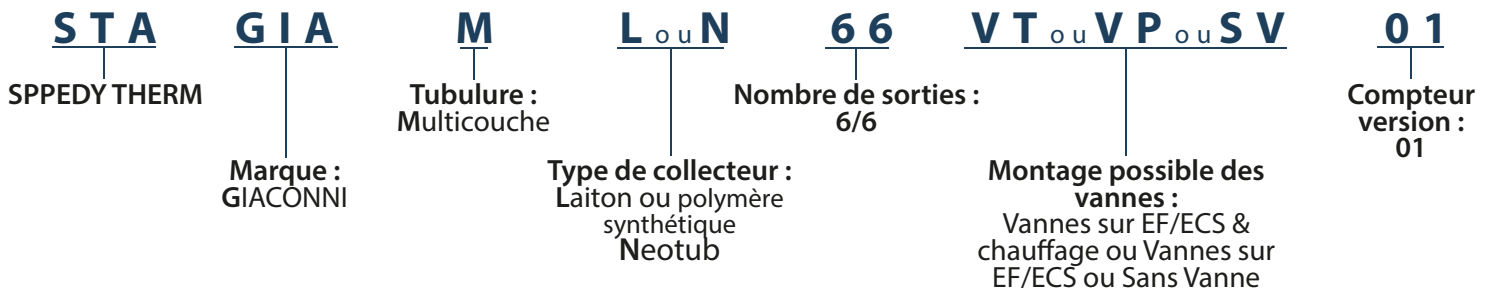 STA GIA M L ou N 66 VT ou VP ou SV 01
SPPEDY THERM
Marque :
GIACONNI
Tubulure :
Multicouche
Type de collecteur :
Laiton ou polymère
synthétique
Neotub
Nombre de sorties :
6/6
Montage possible des
vannes :
Vannes sur EF/ECS &
chauffage ou Vannes sur
EF/ECS ou Sans Vanne
Compteur
version :
01